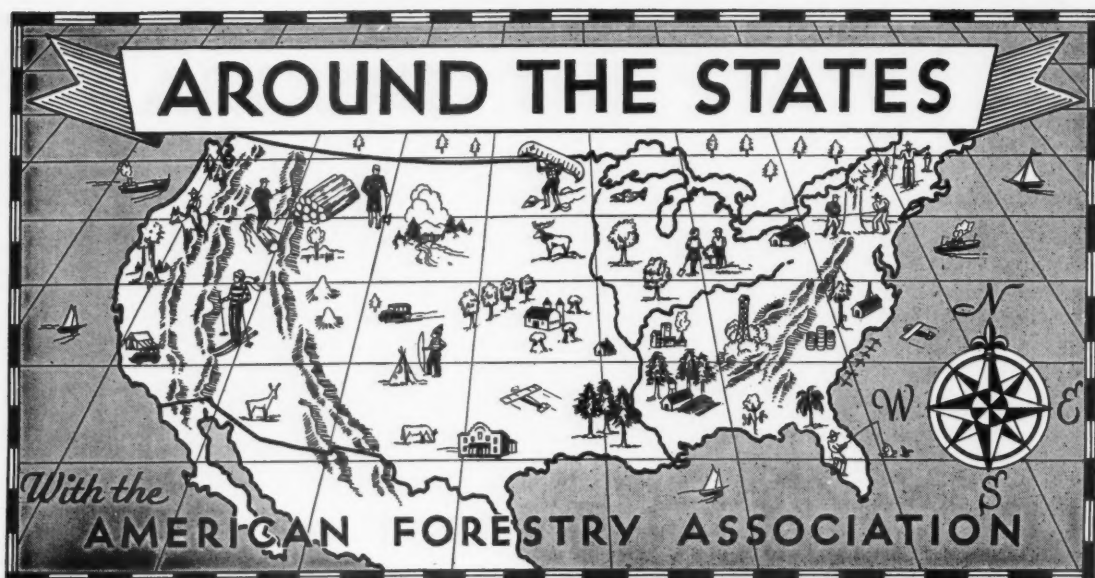 AROUND THE STATES
N
W E
S
With the
AMERICAN FORESTRY ASSOCIATION